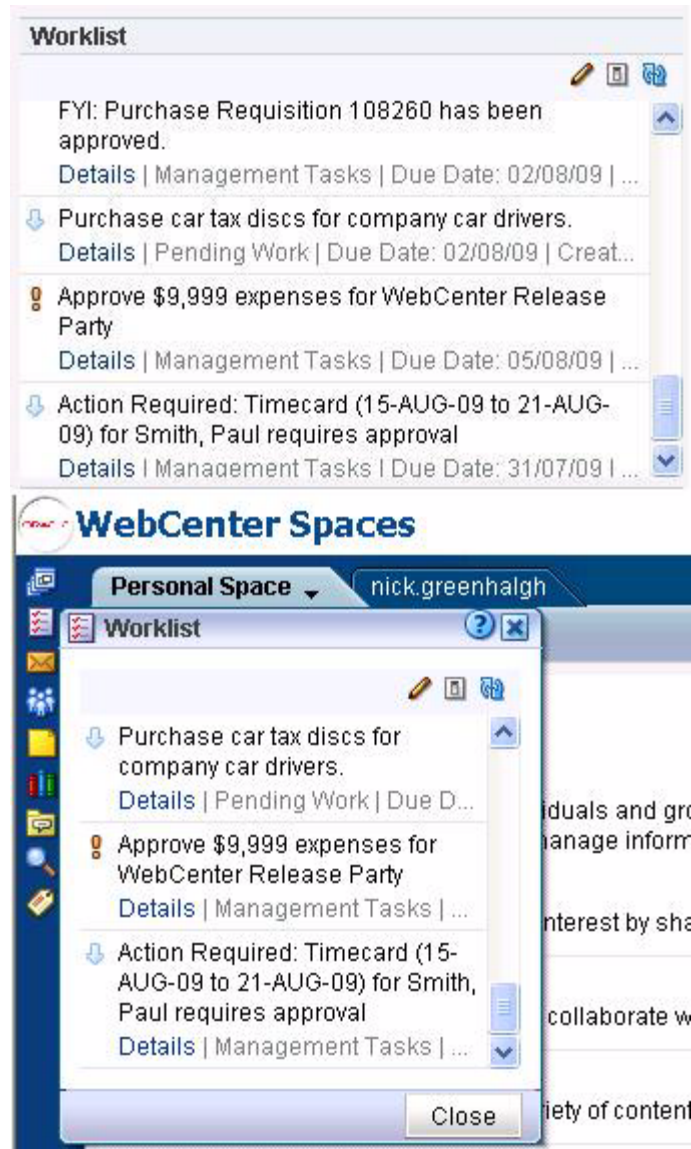 Worklist
FYI: Purchase Requisition 108260 has been
approved.
Details | Management Tasks | Due Date: 02/08/09 | ...
Purchase car tax discs for company car drivers.
Details | Pending Work | Due Date: 02/08/09 | Creat...
Approve $9,999 expenses for WebCenter Release
Party
Details | Management Tasks | Due Date: 05/08/09 | ...
Action Required: Timecard (15-AUG-09 to 21-AUG-
09) for Smith, Paul requires approval
Details | Management Tasks | Due Date: 31/07/09 | ...
ORACLE WebCenter Spaces
Personal Space nick.greenhalgh
Worklist
Purchase car tax discs for
company car drivers.
Details | Pending Work | Due D...
iduals and gro
Approve $9,999 expenses for
anage inform
WebCenter Release Party
Details | Management Tasks | ...
nterest by sha
Action Required: Timecard (15-
AUG-09 to 21-AUG-09) for Smith,
Paul requires approval
collaborate w
Details | Management Tasks | ...
Close
iety of content